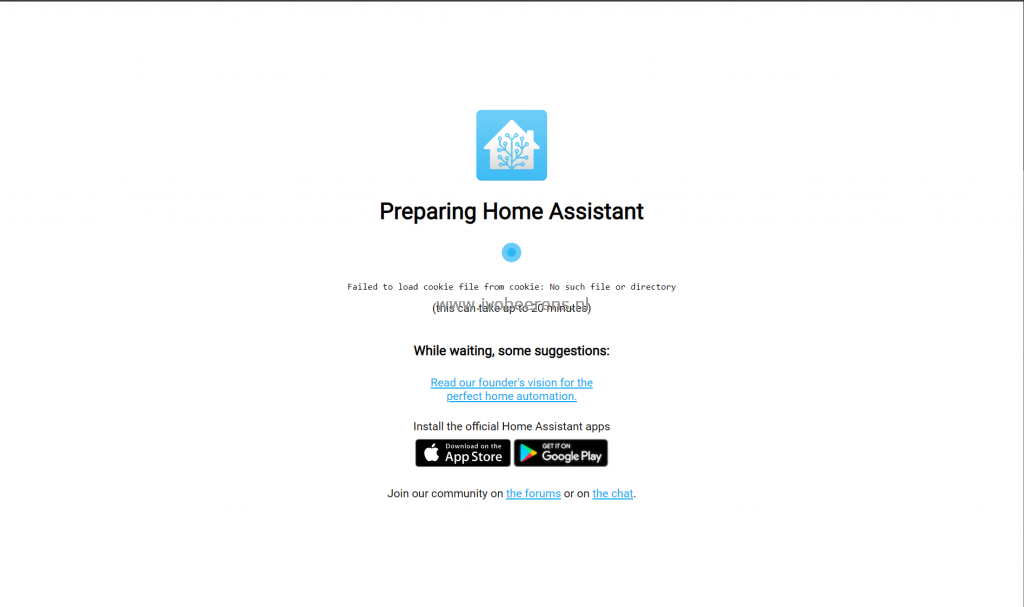 Preparing Home Assistant
Failed to load cookie file from cookie: No such file or directory
www.ivobeerens.nl
(this can take up to 20 minutes)
While waiting, some suggestions:
Read our founder's vision for the
perfect home automation.
Install the official Home Assistant apps
Download on the
App Store
GET IT ON
Google Play
Join our community on the forums or on the chat.